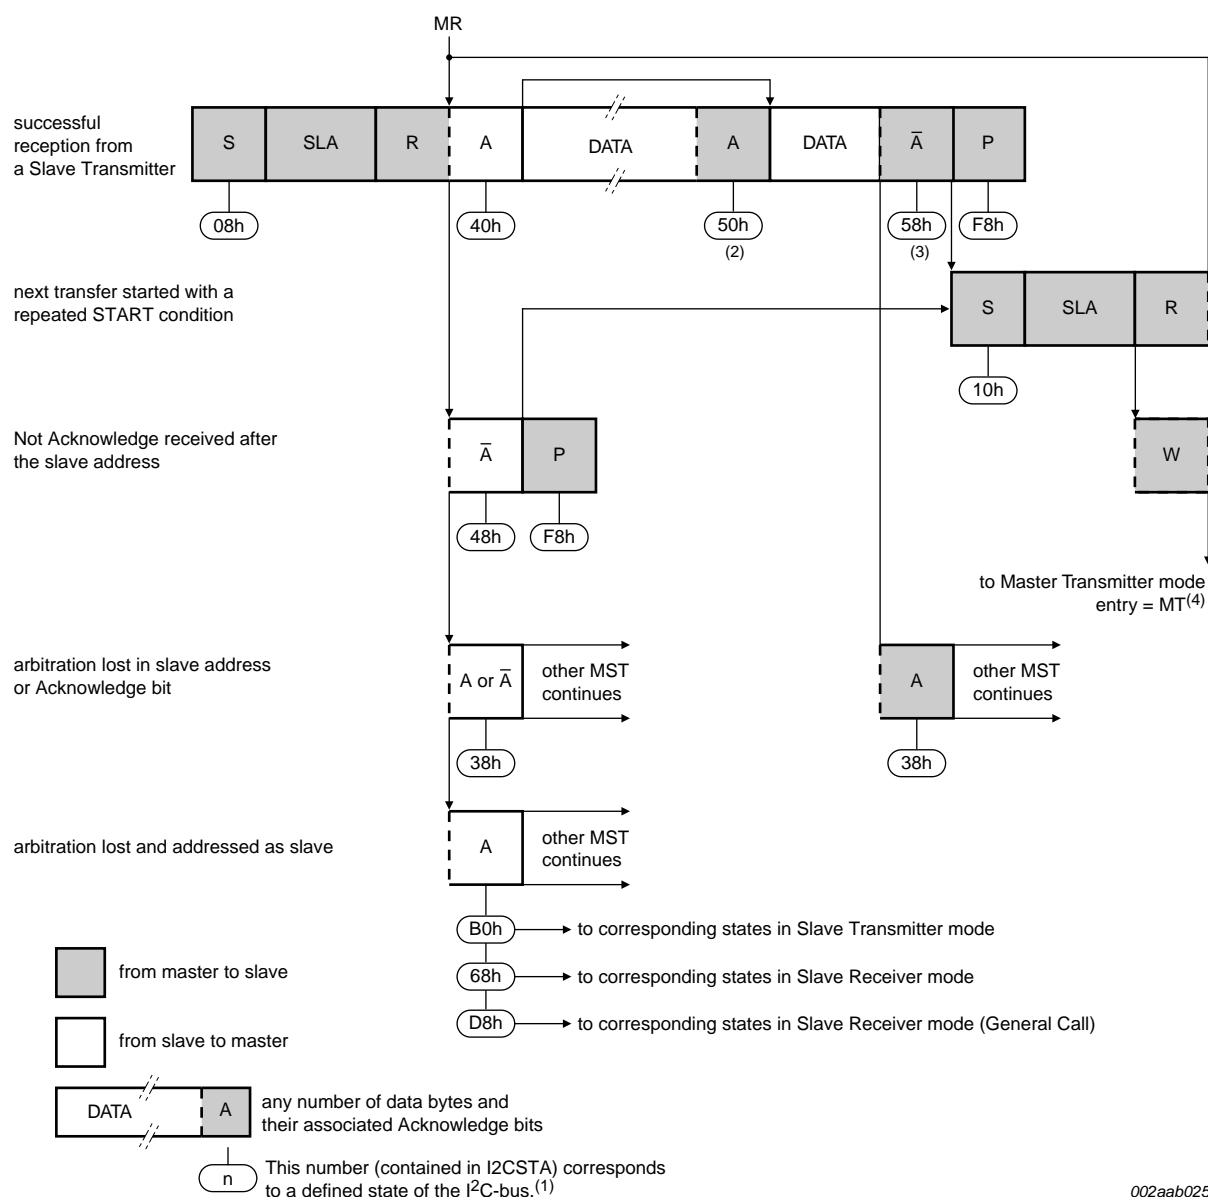 MR
successful
reception from
a Slave Transmitter
S SLA R A DATA A DATA A̅ P
08h 40h 50h 58h F8h
(2) (3)
next transfer started with a
repeated START condition
S SLA R
10h
Not Acknowledge received after
the slave address
A̅ P W
48h F8h
to Master Transmitter mode
entry = MT(4)
arbitration lost in slave address
or Acknowledge bit
A or A̅ other MST
continues
A other MST
continues
38h 38h
arbitration lost and addressed as slave
A other MST
continues
B0h to corresponding states in Slave Transmitter mode
68h to corresponding states in Slave Receiver mode
D8h to corresponding states in Slave Receiver mode (General Call)
from master to slave
from slave to master
DATA A any number of data bytes and
their associated Acknowledge bits
n This number (contained in I2CSTA) corresponds
to a defined state of the I2C-bus.(1)
002aab025